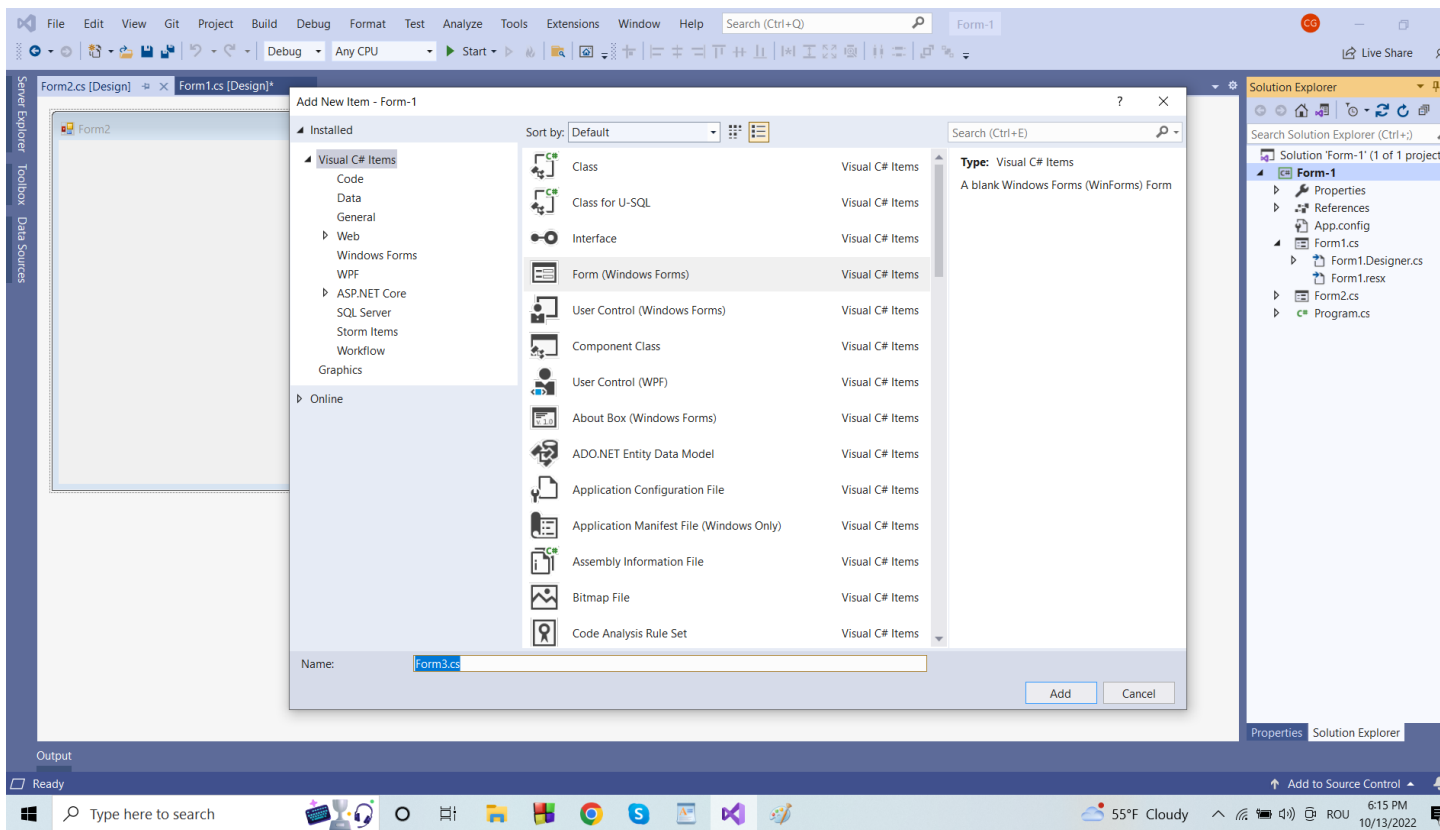 File Edit View Git Project Build Debug Format Test Analyze Tools Extensions Window Help Search (Ctrl+Q) Form-1 CG
Debug Any CPU Start Live Share
Server Explorer
Toolbox
Data Sources
Form2.cs [Design] Form1.cs [Design]*
Form2
Add New Item - Form-1 ?
Installed
Visual C# Items
Code
Data
General
Web
Windows Forms
WPF
ASP.NET Core
SQL Server
Storm Items
Workflow
Graphics
Online
Sort by: Default
Class Visual C# Items
Class for U-SQL Visual C# Items
Interface Visual C# Items
Form (Windows Forms) Visual C# Items
User Control (Windows Forms) Visual C# Items
Component Class Visual C# Items
User Control (WPF) Visual C# Items
About Box (Windows Forms) Visual C# Items
ADO.NET Entity Data Model Visual C# Items
Application Configuration File Visual C# Items
Application Manifest File (Windows Only) Visual C# Items
Assembly Information File Visual C# Items
Bitmap File Visual C# Items
Code Analysis Rule Set Visual C# Items
Search (Ctrl+E)
Type: Visual C# Items
A blank Windows Forms (WinForms) Form
Name: Form3.cs
Add Cancel
Solution Explorer
Search Solution Explorer (Ctrl+;)
Solution 'Form-1' (1 of 1 project
C# Form-1
Properties
References
App.config
Form1.cs
Form1.Designer.cs
Form1.resx
Form2.cs
C# Program.cs
Properties Solution Explorer
Output
Ready Add to Source Control
Type here to search 55°F Cloudy ROU 6:15 PM
10/13/2022